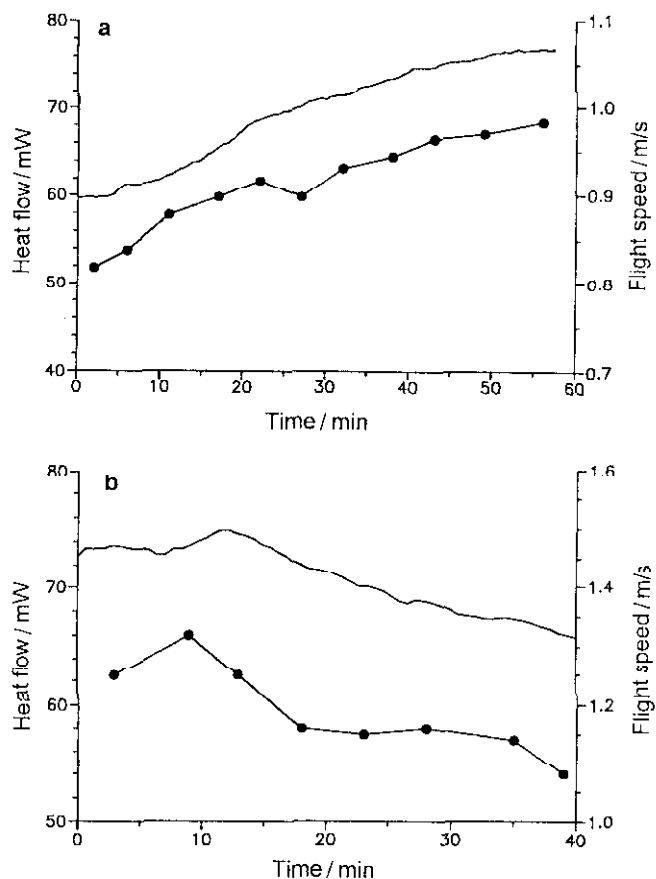 a
80
70
60
50
40
Heat flow / mW
1.1
1.0
0.9
0.8
0.7
Flight speed / m/s
0 10 20 30 40 50 60
Time / min
b
80
70
60
50
Heat flow / mW
1.6
1.4
1.2
1.0
Flight speed / m/s
0 10 20 30 40
Time / min